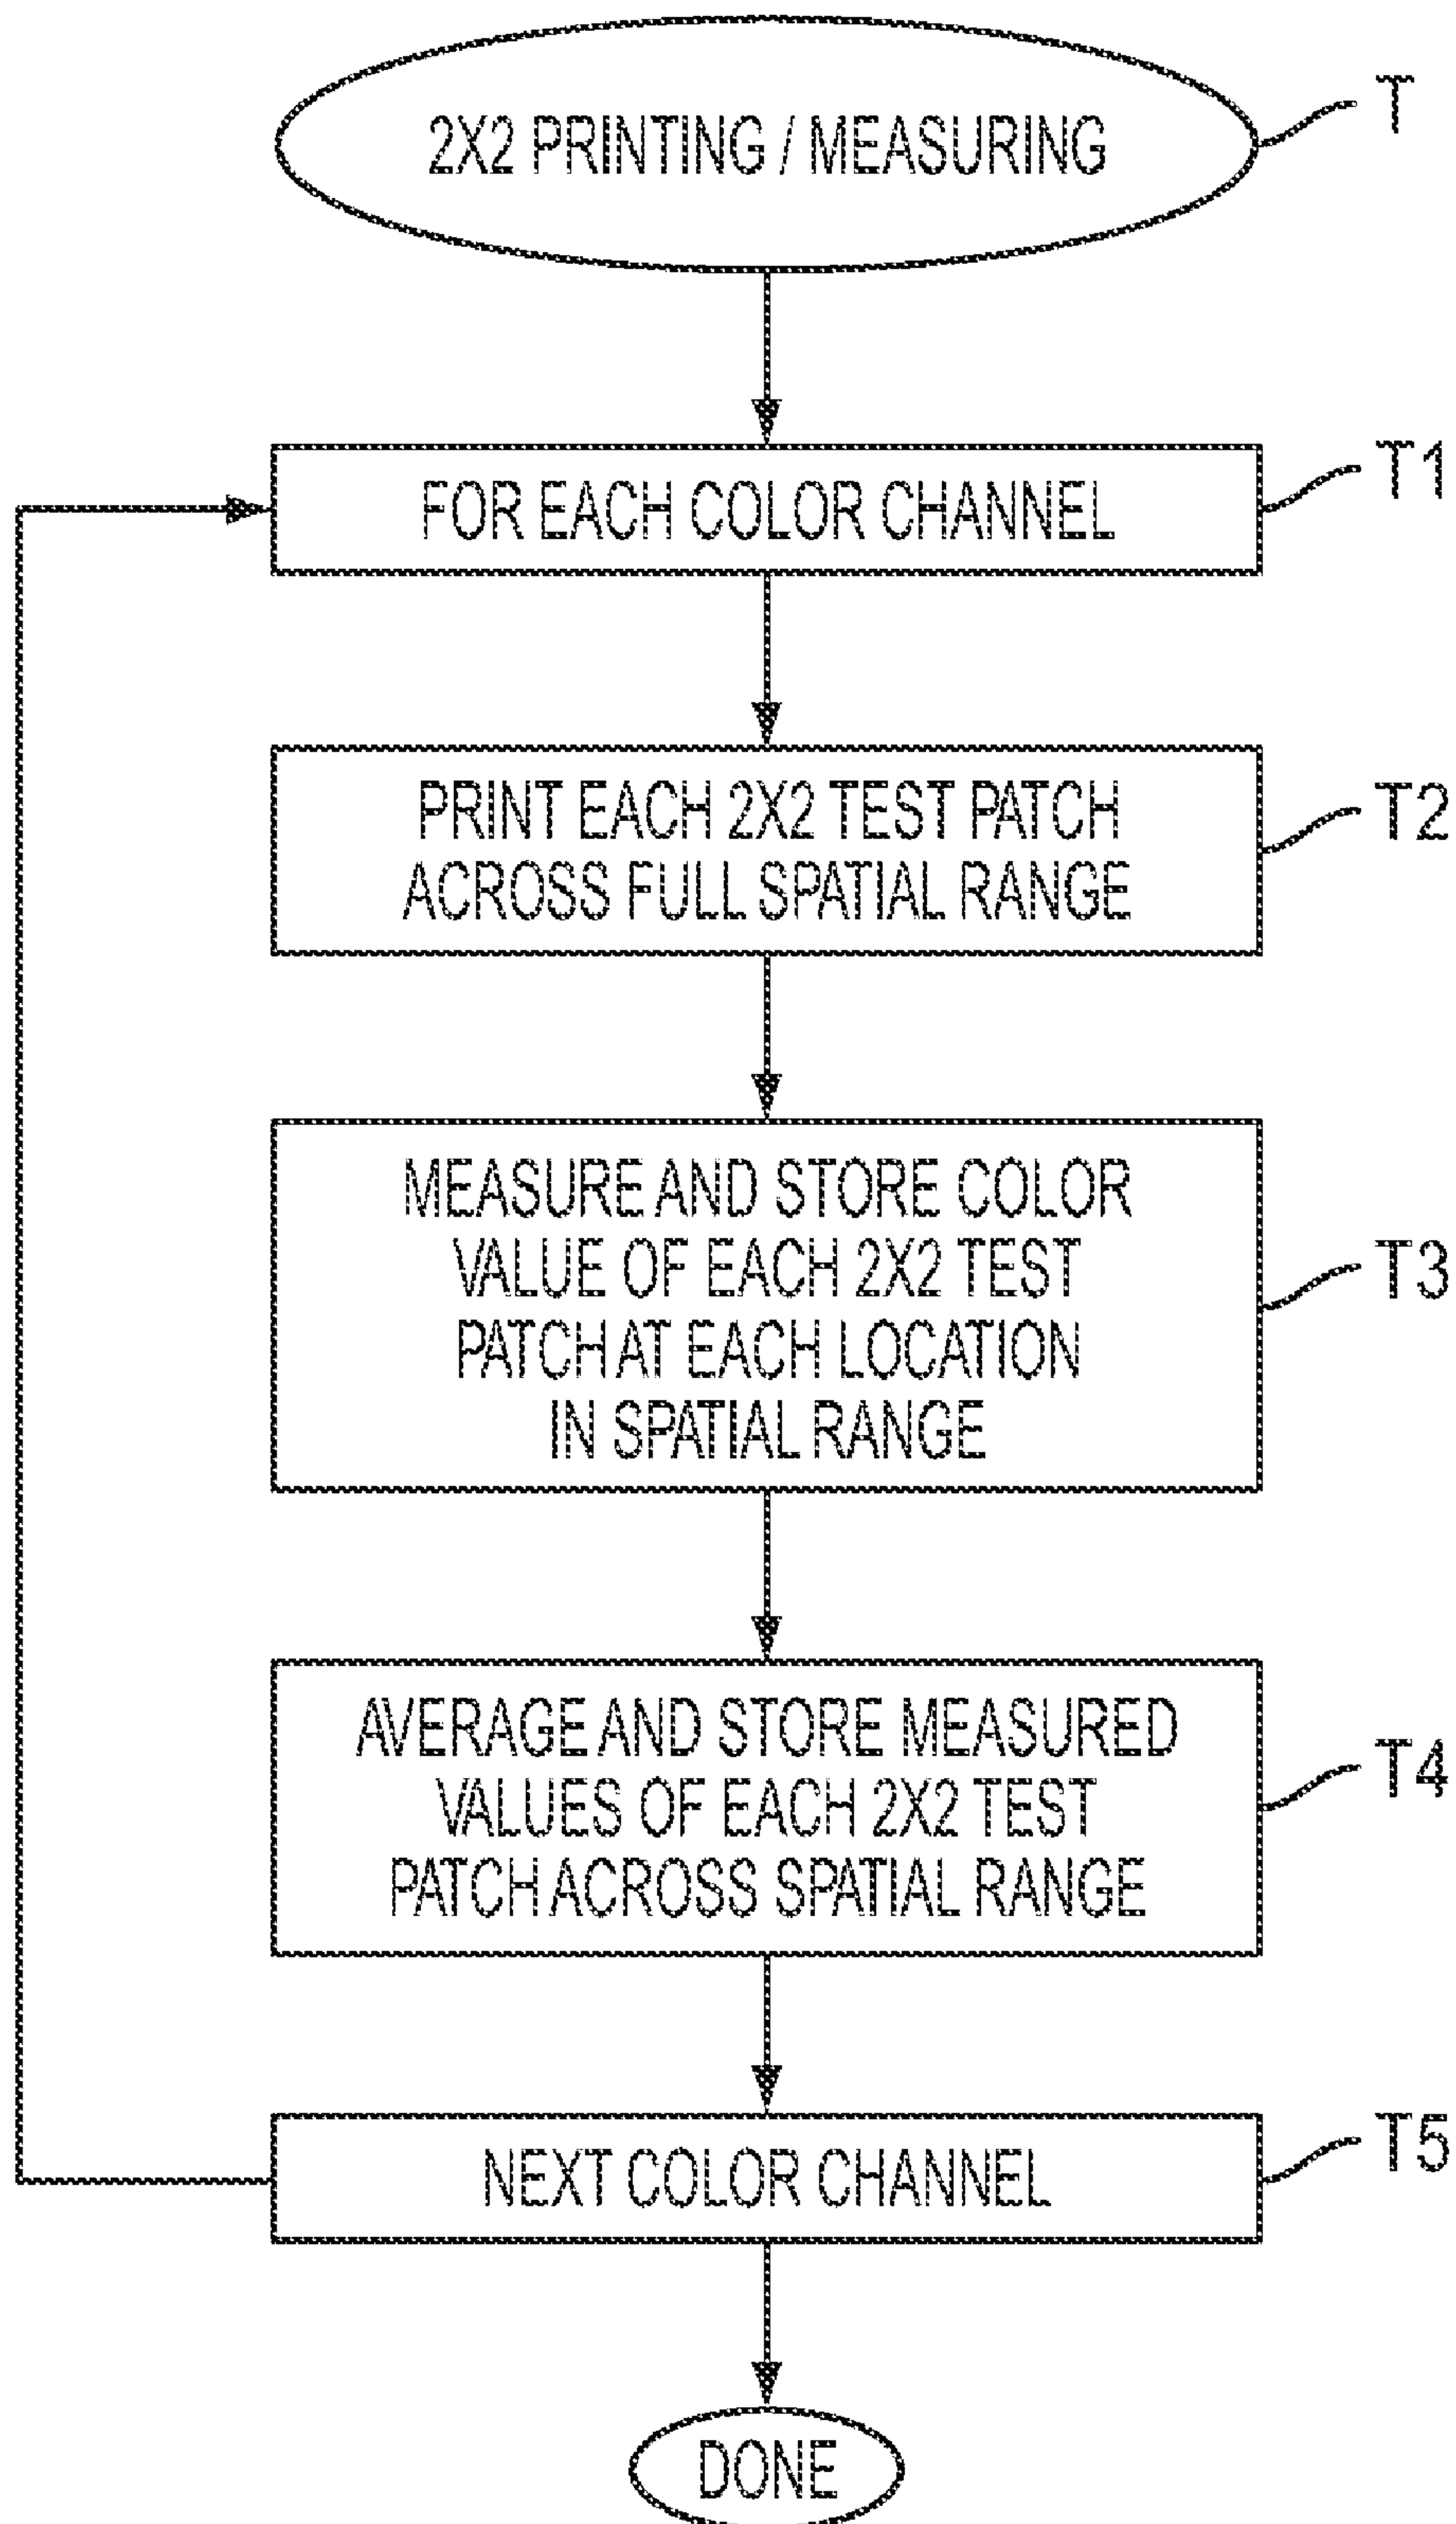 2X2 PRINTING / MEASURING
T
FOR EACH COLOR CHANNEL
T1
PRINT EACH 2X2 TEST PATCH
ACROSS FULL SPATIAL RANGE
T2
MEASURE AND STORE COLOR
VALUE OF EACH 2X2 TEST
PATCH AT EACH LOCATION
IN SPATIAL RANGE
T3
AVERAGE AND STORE MEASURED
VALUES OF EACH 2X2 TEST
PATCH ACROSS SPATIAL RANGE
T4
NEXT COLOR CHANNEL
T5
DONE